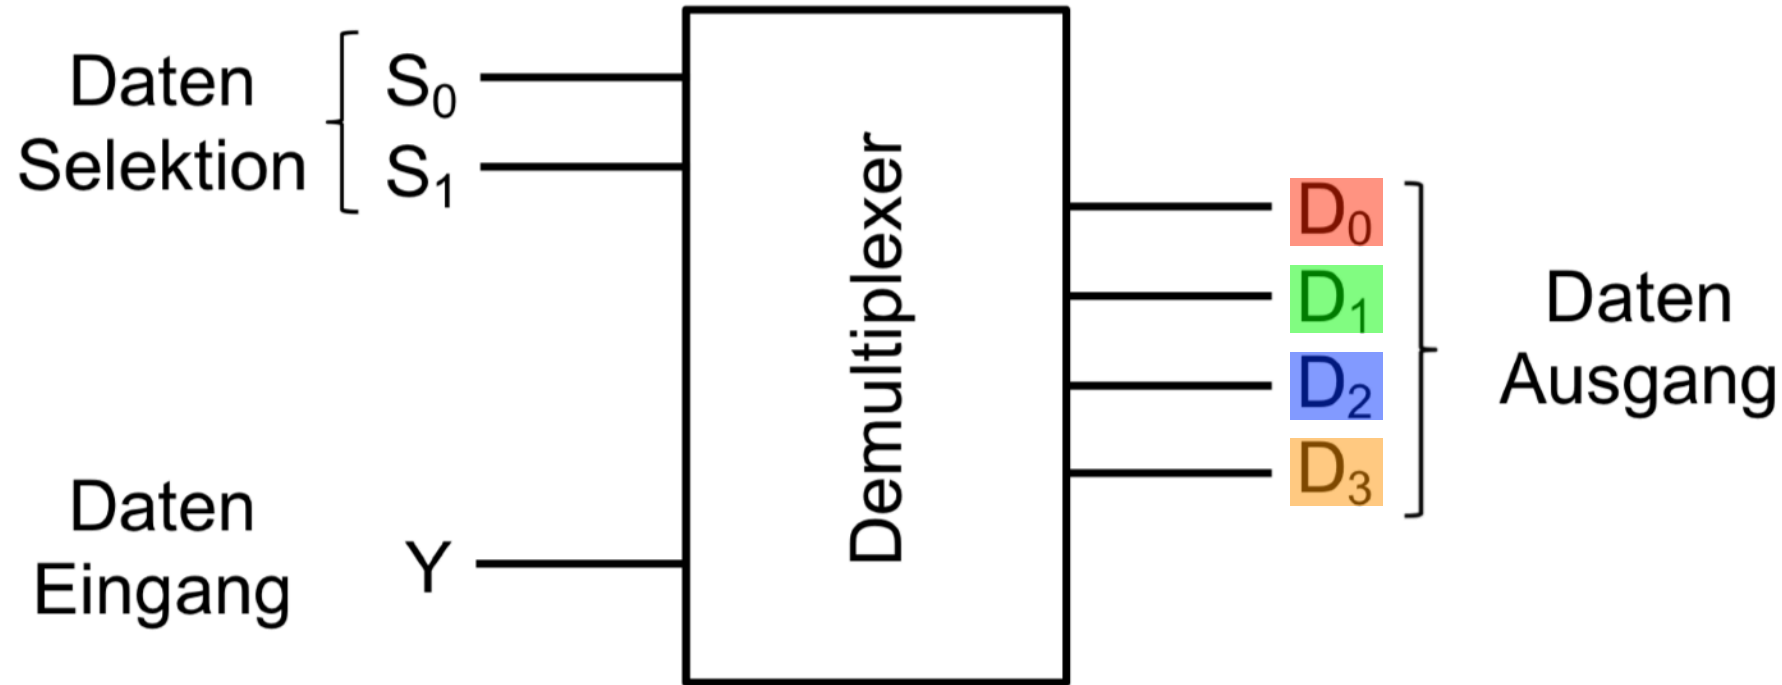 Daten
Selektion
S₀
S₁
Demultiplexer
D₀
D₁
D₂
D₃
Daten
Ausgang
Daten
Eingang
Y